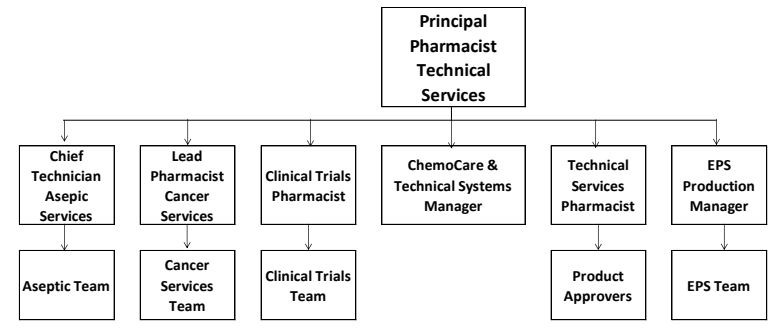 Principal
Pharmacist
Technical
Services
Chief
Technician
Asepic
Services
Lead
Pharmacist
Cancer
Services
Clinical Trials
Pharmacist
ChemoCare &
Technical Systems
Manager
Technical
Services
Pharmacist
EPS
Production
Manager
Aseptic Team
Cancer
Services
Team
Clinical Trials
Team
Product
Approvers
EPS Team